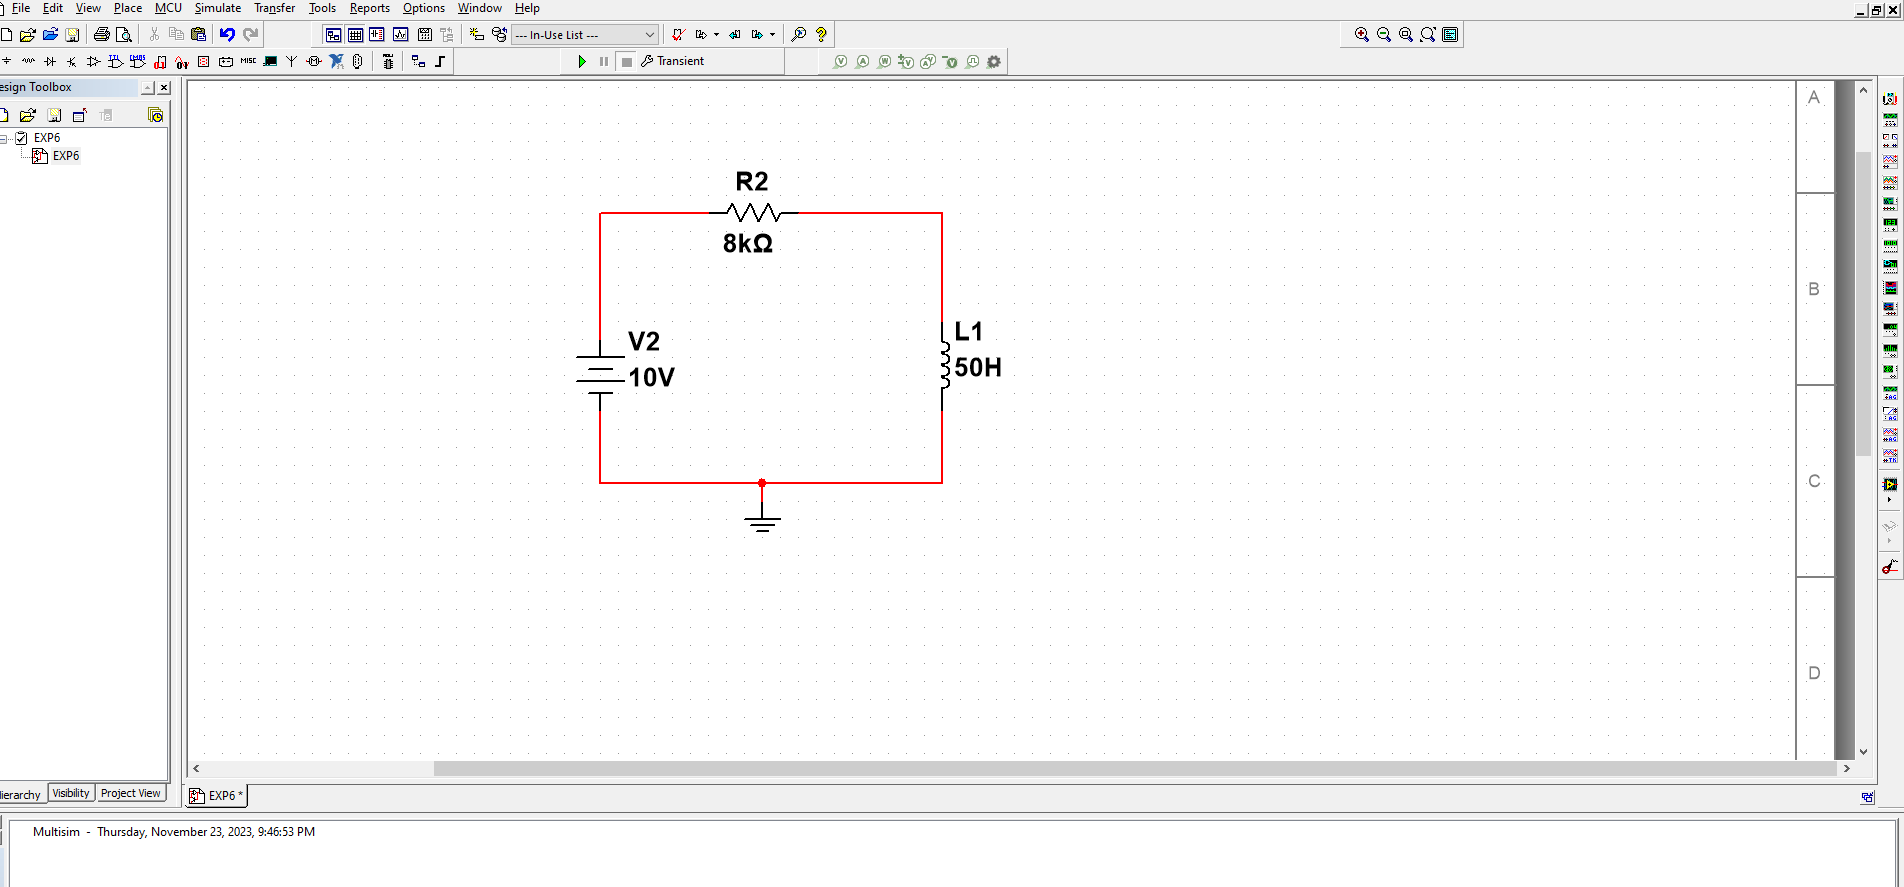 File Edit View Place MCU Simulate Transfer Tools Reports Options Window Help
--- In-Use List ---
MISC
Transient
esign Toolbox
EXP6
EXP6
A
B
C
D
R2
8kΩ
V2
10V
L1
50H
ierarchy Visibility Project View
EXP6 *
Multisim - Thursday, November 23, 2023, 9:46:53 PM